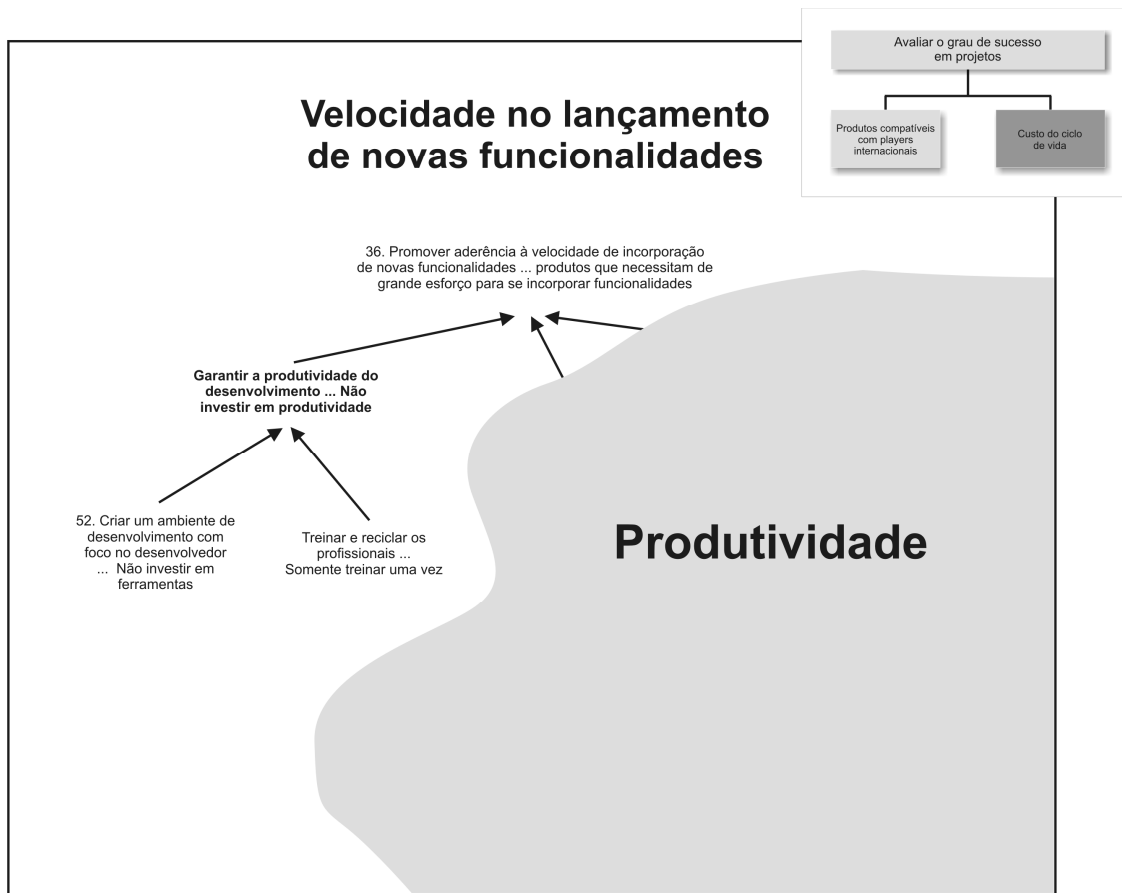 Avaliar o grau de sucesso
em projetos
Produtos compatíveis
com players
internacionais
Custo do ciclo
de vida
Velocidade no lançamento
de novas funcionalidades
36. Promover aderência à velocidade de incorporação
de novas funcionalidades ... produtos que necessitam de
grande esforço para se incorporar funcionalidades
Garantir a produtividade do
desenvolvimento ... Não
investir em produtividade
52. Criar um ambiente de
desenvolvimento com
foco no desenvolvedor
... Não investir em
ferramentas
Treinar e reciclar os
profissionais ...
Somente treinar uma vez
Produtividade